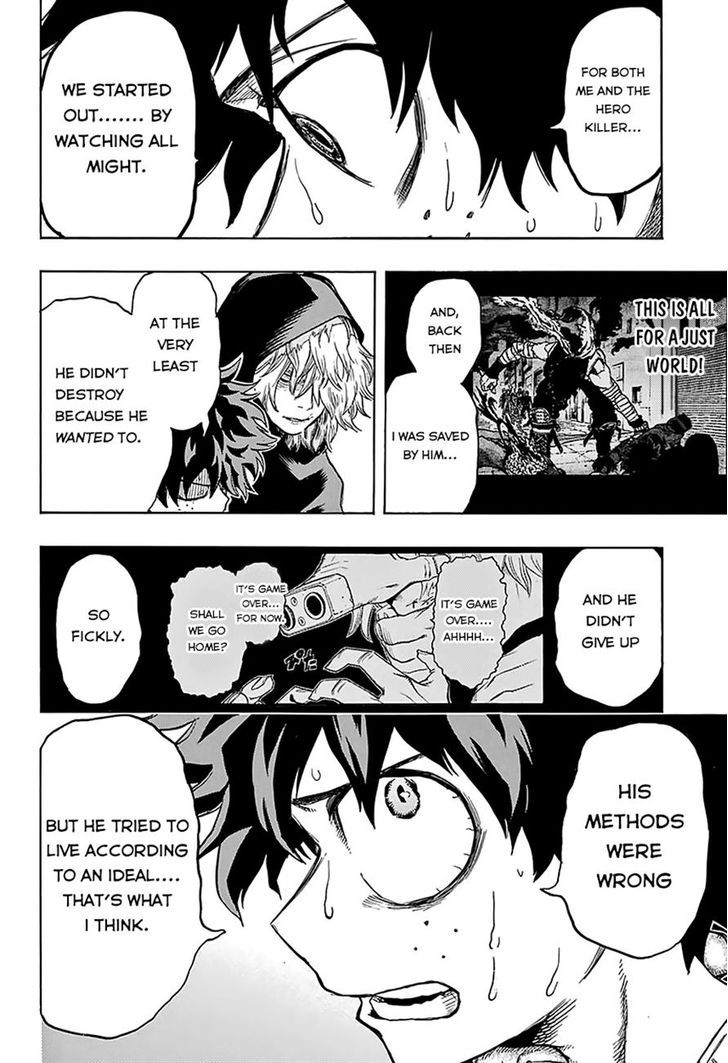 FOR BOTH
ME AND THE
HERO
KILLER...
WE STARTED
OUT....... BY
WATCHING ALL
MIGHT.
THIS IS ALL
FOR A JUST
WORLD!
AND,
BACK
THEN
I WAS SAVED
BY HIM...
AT THE
VERY
LEAST
HE DIDN'T
DESTROY
BECAUSE HE
WANTED TO.
AND HE
DIDN'T
GIVE UP
IT'S GAME
OVER....
AHHHH...
IT'S GAME
OVER...
FOR NOW.
SHALL
WE GO
HOME?
SO
FICKLY.
HIS
METHODS
WERE
WRONG
BUT HE TRIED TO
LIVE ACCORDING
TO AN IDEAL....
THAT'S WHAT
I THINK.